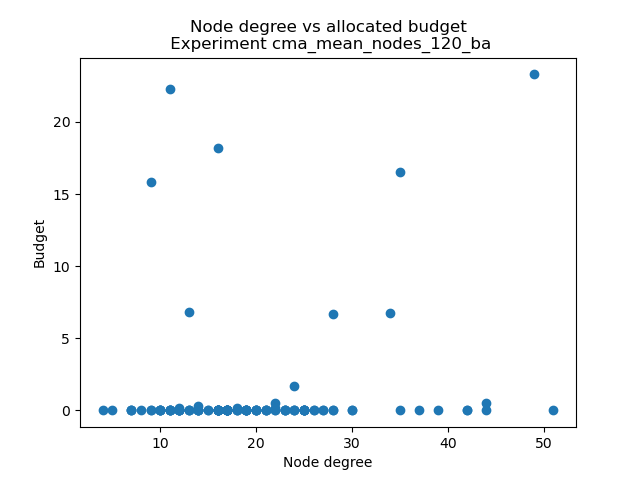 Node degree vs allocated budget
Experiment cma_mean_nodes_120_ba
20
15
10
5
0
Budget
10 20 30 40 50
Node degree